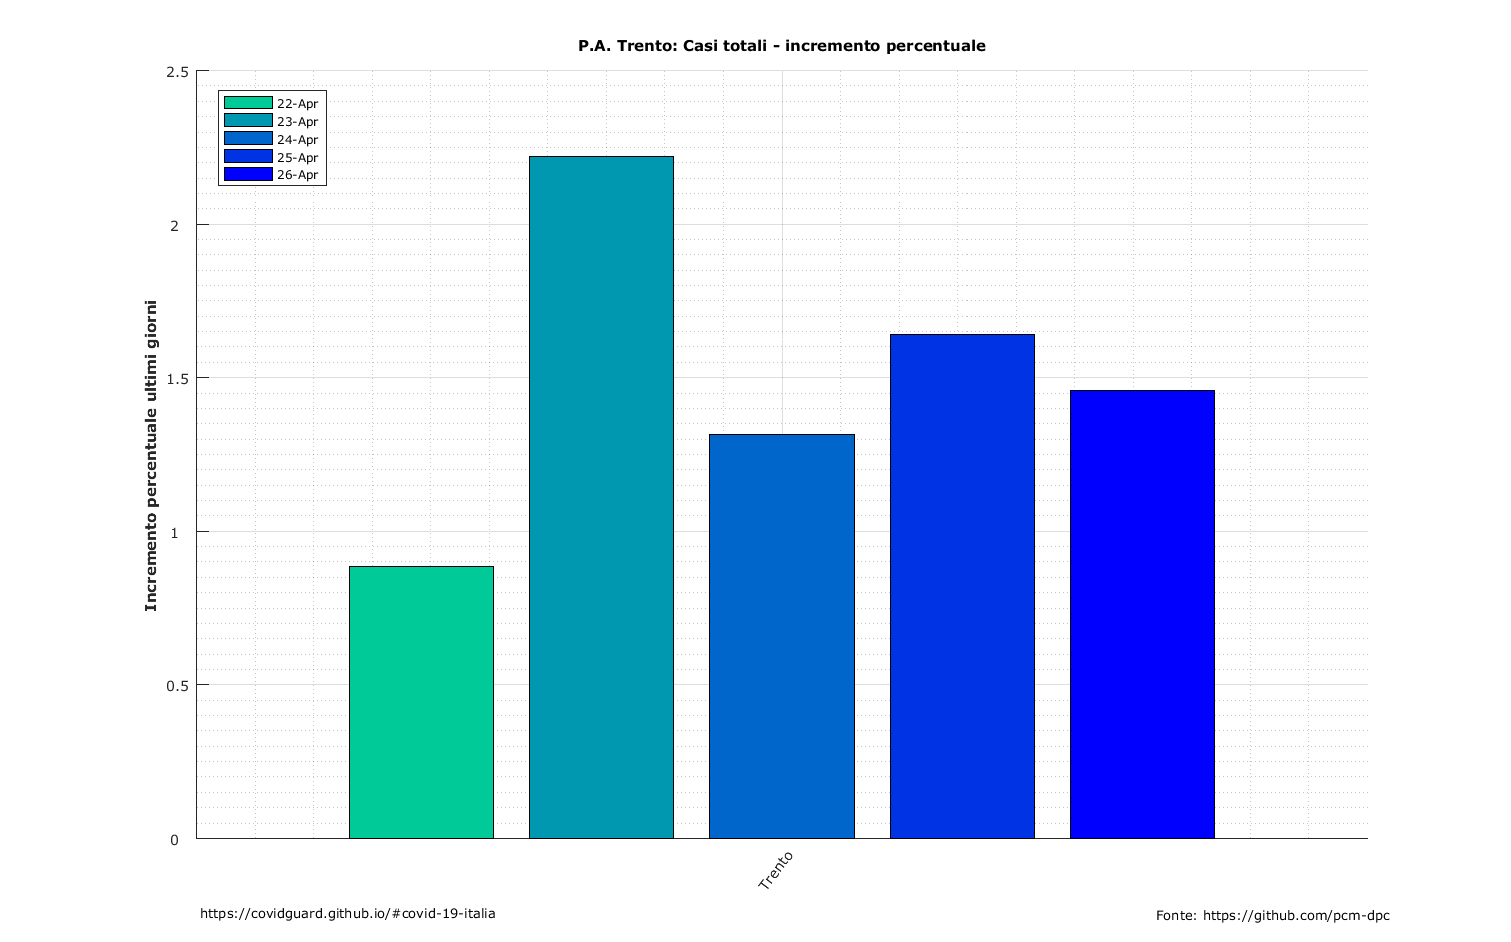 P.A. Trento: Casi totali - incremento percentuale
2.5
22-Apr
23-Apr
24-Apr
25-Apr
26-Apr
2
1.5
1
0.5
0
Incremento percentuale ultimi giorni
Trento
https://covidguard.github.io/#covid-19-italia
Fonte: https://github.com/pcm-dpc